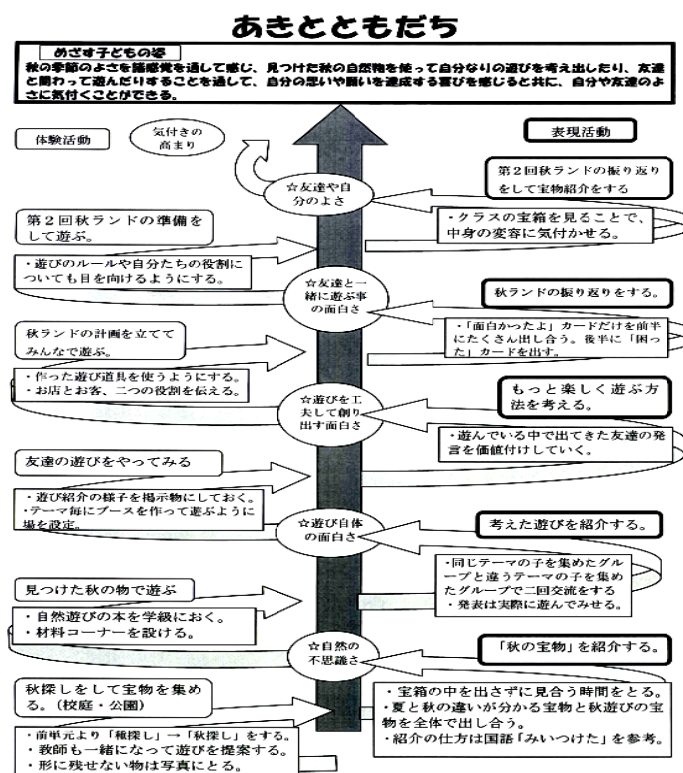 あきとともだち
めざす子どもの姿
秋の季節のよさを諸感覚を通して感じ、見つけた秋の自然物を使って自分なりの遊びを考え出したり、友達
と関わって遊んだりすることを通して、自分の思いや願いを達成する喜びを感じると共に、自分や友達のよ
さに気付くことができる。
体験活動
気付きの
高まり
表現活動
☆友達や自
分のよさ
第2回秋ランドの振り返り
をして宝物紹介をする
・クラスの宝箱を見ることで、
中身の変容に気付かせる。
第2回秋ランドの準備を
して遊ぶ。
・遊びのルールや自分たちの役割に
ついても目を向けるようにする。
☆友達と一
緒に遊ぶ事
の面白さ
秋ランドの振り返りをする。
・「面白かったよ」カードだけを前半
にたくさん出し合う。後半に「困っ
た」カードを出す。
秋ランドの計画を立てて
みんなで遊ぶ。
・作った遊び道具を使うようにする。
・お店とお客、二つの役割を伝える。
☆遊びを工
夫して創り
出す面白さ
もっと楽しく遊ぶ方
法を考える。
・遊んでいる中で出てきた友達の発
言を価値付けしていく。
友達の遊びをやってみる
・遊び紹介の様子を掲示物にしておく。
・テーマ毎にブースを作って遊ぶように
場を設定。
☆遊び自体
の面白さ
考えた遊びを紹介する。
・同じテーマの子を集めたグルー
プと違うテーマの子を集め
たグループで二回交流をする
・発表は実際に遊んでみせる。
見つけた秋の物で遊ぶ
・自然遊びの本を学級におく。
・材料コーナーを設ける。
☆自然の
不思議さ
「秋の宝物」を紹介する。
・宝箱の中を出さずに見合う時間をとる。
・夏と秋の違いが分かる宝物と秋遊びの宝
物を全体で出し合う。
・紹介の仕方は国語「みいつけた」を参考。
秋探しをして宝物を集め
る。(校庭・公園)
・前単元より「種探し」→「秋探し」をする。
・教師も一緒になって遊びを提案する。
・形に残せない物は写真にとる。